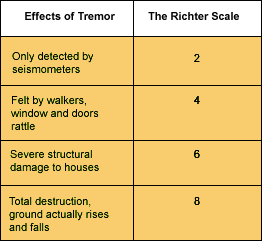 Effects of Tremor The Richter Scale
Only detected by
seismometers 2
Felt by walkers,
window and doors
rattle 4
Severe structural
damage to houses 6
Total destruction,
ground actually rises
and falls 8